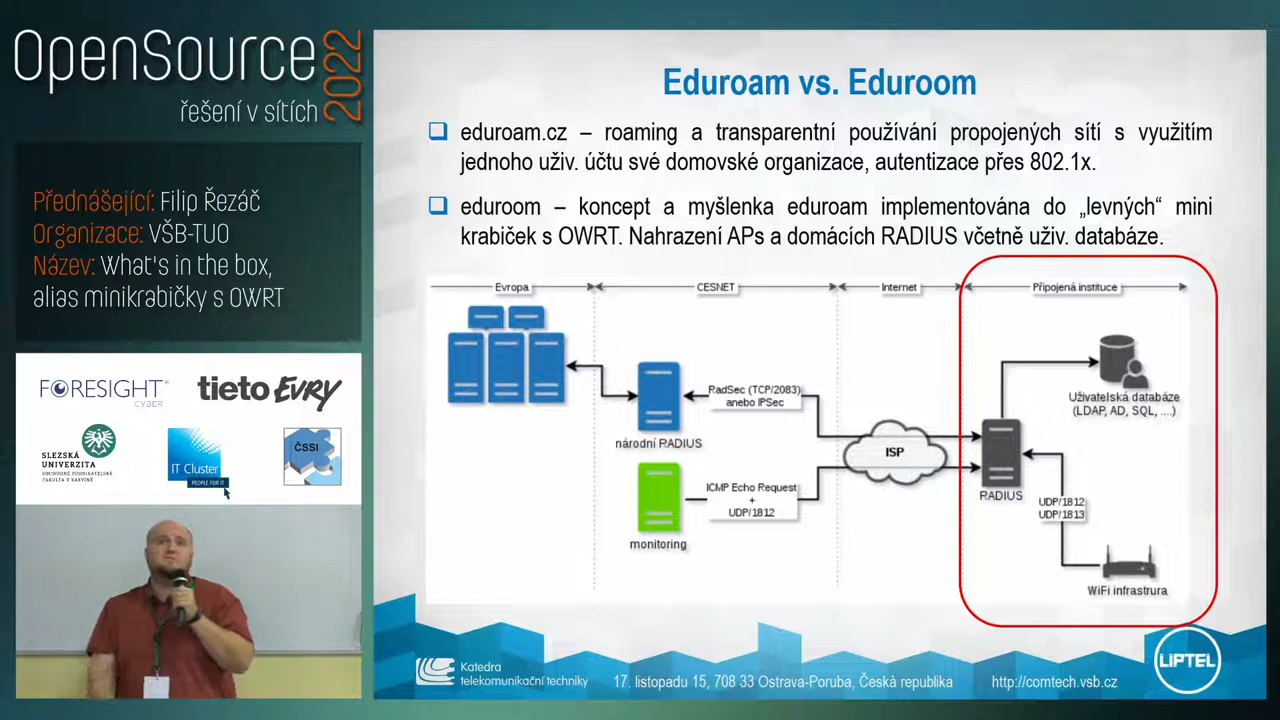 OpenSource
řešení v sítích
2022
Přednášející: Filip Řezáč
Organizace: VŠB-TUO
Název: What's in the box,
alias minikrabičky s OWRT
FORESIGHT
CYBER
tieto Evry
SLEZSKÁ
UNIVERZITA
OBCHODNĚ PODNIKATELSKÁ
FAKULTA V KARVINÉ
IT Cluster
PEOPLE FOR IT
ČSSI
Eduroam vs. Eduroom
eduroam.cz – roaming a transparentní používání propojených sítí s využitím
jednoho uživ. účtu své domovské organizace, autentizace přes 802.1x.
eduroom – koncept a myšlenka eduroam implementována do „levných“ mini
krabiček s OWRT. Nahrazení APs a domácích RADIUS včetně uživ. databáze.
Evropa
CESNET
Internet
Připojená instituce
RadSec (TCP/2083)
anebo IPSec
národní RADIUS
ISP
Uživatelská databáze
(LDAP, AD, SQL, ....)
RADIUS
ICMP Echo Request
+
UDP/1812
UDP/1812
UDP/1813
monitoring
WiFi infrastrura
Katedra
telekomunikační techniky
17. listopadu 15, 708 33 Ostrava-Poruba, Česká republika
http://comtech.vsb.cz
LIPTEL